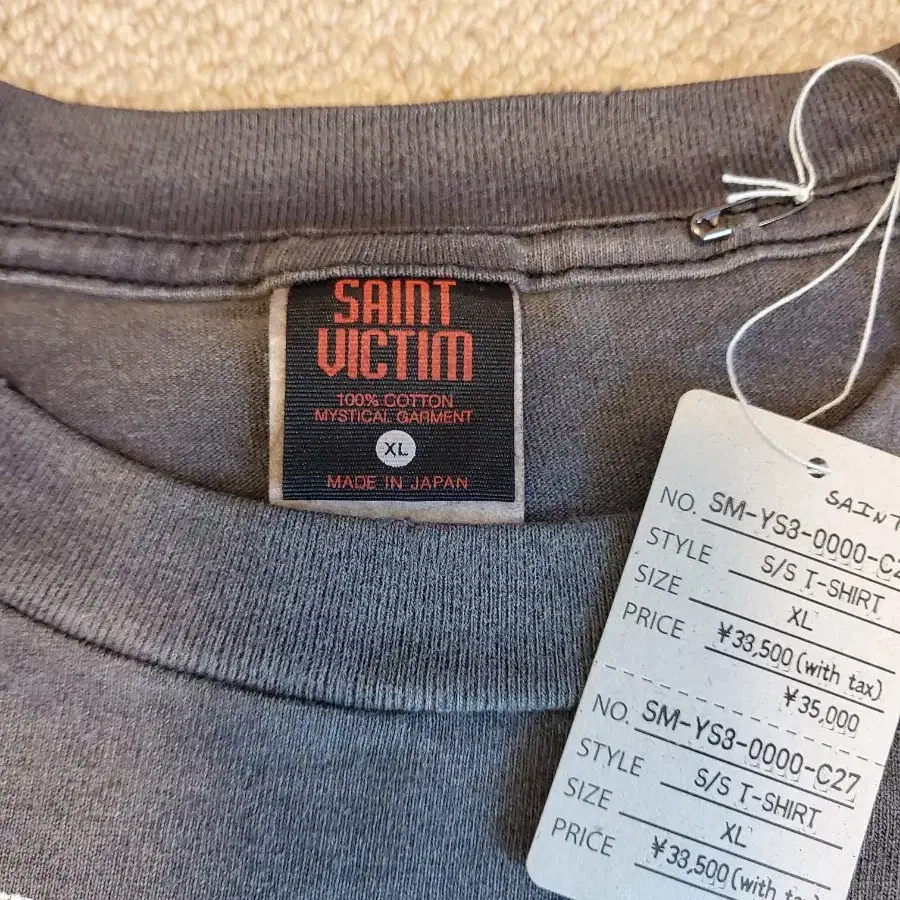 SAINT
VICTIM
100% COTTON
MYSTICAL GARMENT
XL
MADE IN JAPAN
SAINT
NO. SM-YS3-0000-C2
STYLE S/S T-SHIRT
SIZE XL
PRICE ¥33,500 (with tax)
¥35,000
NO. SM-YS3-0000-C27
STYLE S/S T-SHIRT
SIZE XL
PRICE ¥33,500 (with